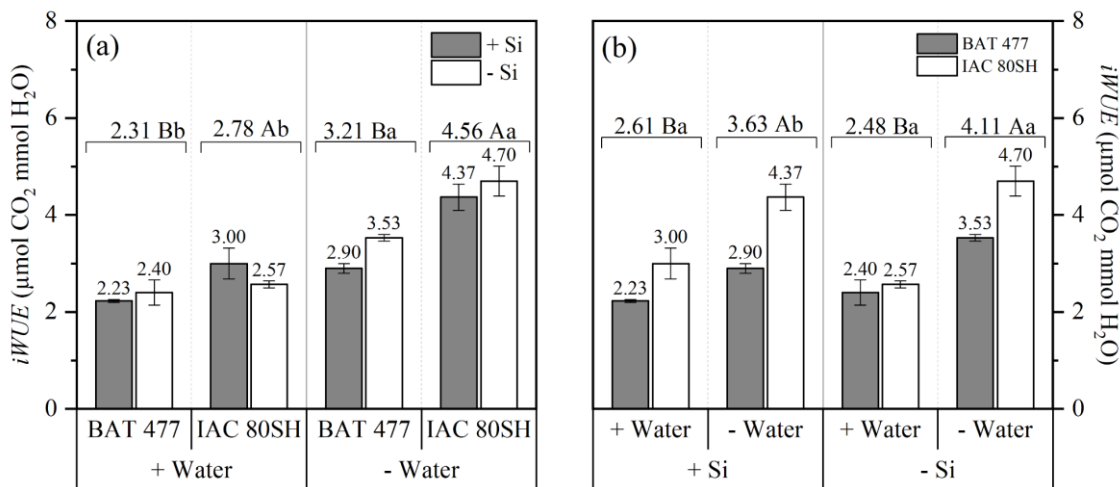 (a)
+ Si
- Si
iWUE (µmol CO₂ mmol H₂O)
8
6
4
2
0
2.31 Bb 2.78 Ab 3.21 Ba 4.56 Aa
2.23 2.40 3.00 2.57 2.90 3.53 4.37 4.70
BAT 477 IAC 80SH BAT 477 IAC 80SH
+ Water - Water
(b)
BAT 477
IAC 80SH
2.61 Ba 3.63 Ab 2.48 Ba 4.11 Aa
2.23 3.00 2.90 4.37 2.40 2.57 3.53 4.70
+ Water - Water + Water - Water
+ Si - Si
8
6
4
2
0
iWUE (µmol CO₂ mmol H₂O)